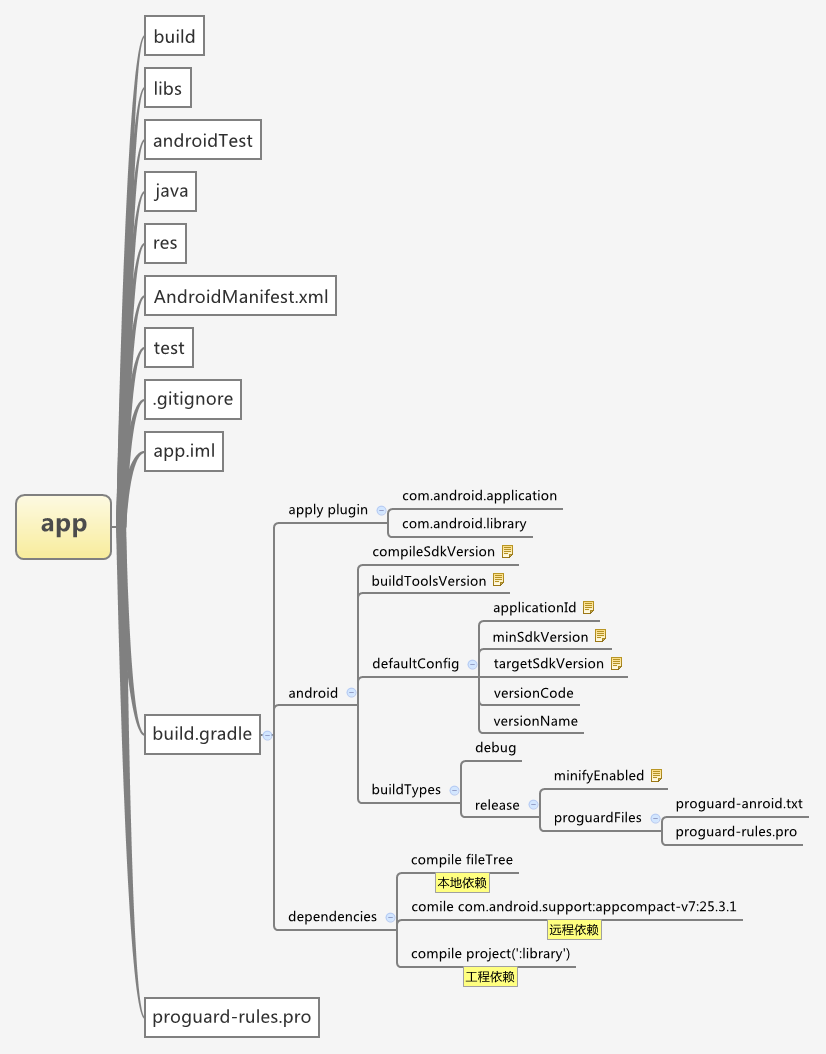 build
libs
androidTest
java
res
AndroidManifest.xml
test
.gitignore
app.iml
app
build.gradle
apply plugin
com.android.application
com.android.library
android
compileSdkVersion
buildToolsVersion
defaultConfig
applicationId
minSdkVersion
targetSdkVersion
versionCode
versionName
buildTypes
debug
release
minifyEnabled
proguardFiles
proguard-anroid.txt
proguard-rules.pro
dependencies
compile fileTree
本地依赖
comile com.android.support:appcompact-v7:25.3.1
远程依赖
compile project(':library')
工程依赖
proguard-rules.pro